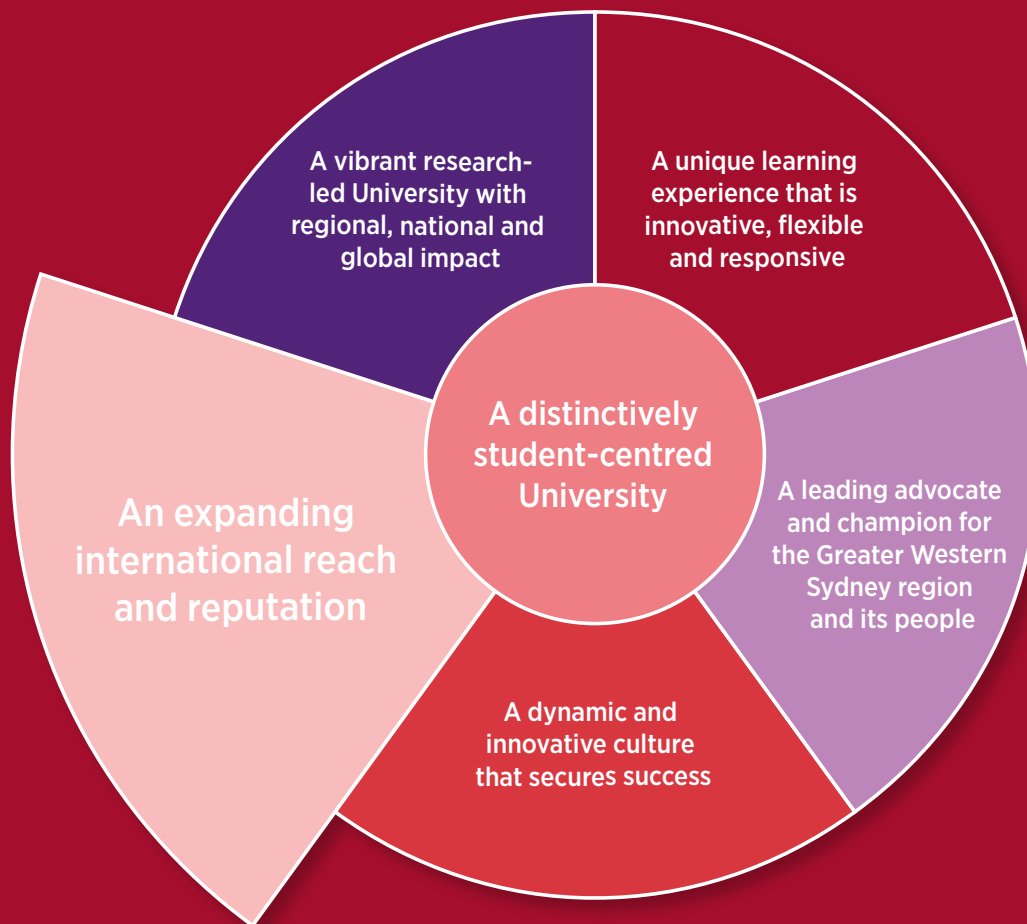 A vibrant research-
led University with
regional, national and
global impact
A unique learning
experience that is
innovative, flexible
and responsive
A distinctively
student-centred
University
An expanding
international reach
and reputation
A leading advocate
and champion for
the Greater Western
Sydney region
and its people
A dynamic and
innovative culture
that secures success